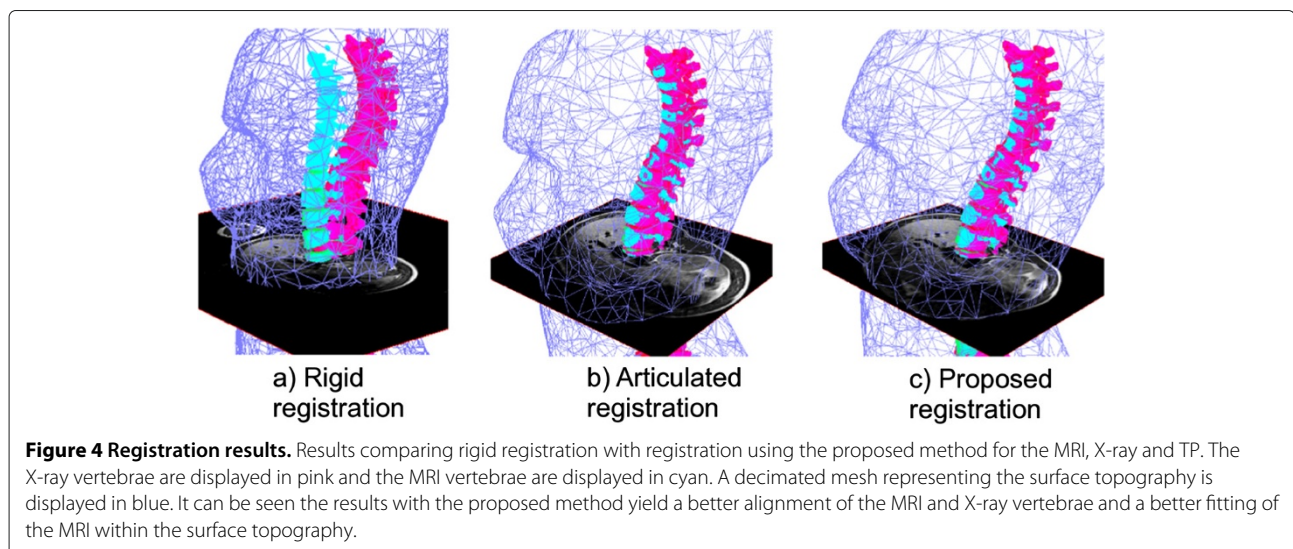 a) Rigid
registration
b) Articulated
registration
c) Proposed
registration
Figure 4 Registration results. Results comparing rigid registration with registration using the proposed method for the MRI, X-ray and TP. The
X-ray vertebrae are displayed in pink and the MRI vertebrae are displayed in cyan. A decimated mesh representing the surface topography is
displayed in blue. It can be seen the results with the proposed method yield a better alignment of the MRI and X-ray vertebrae and a better fitting of
the MRI within the surface topography.